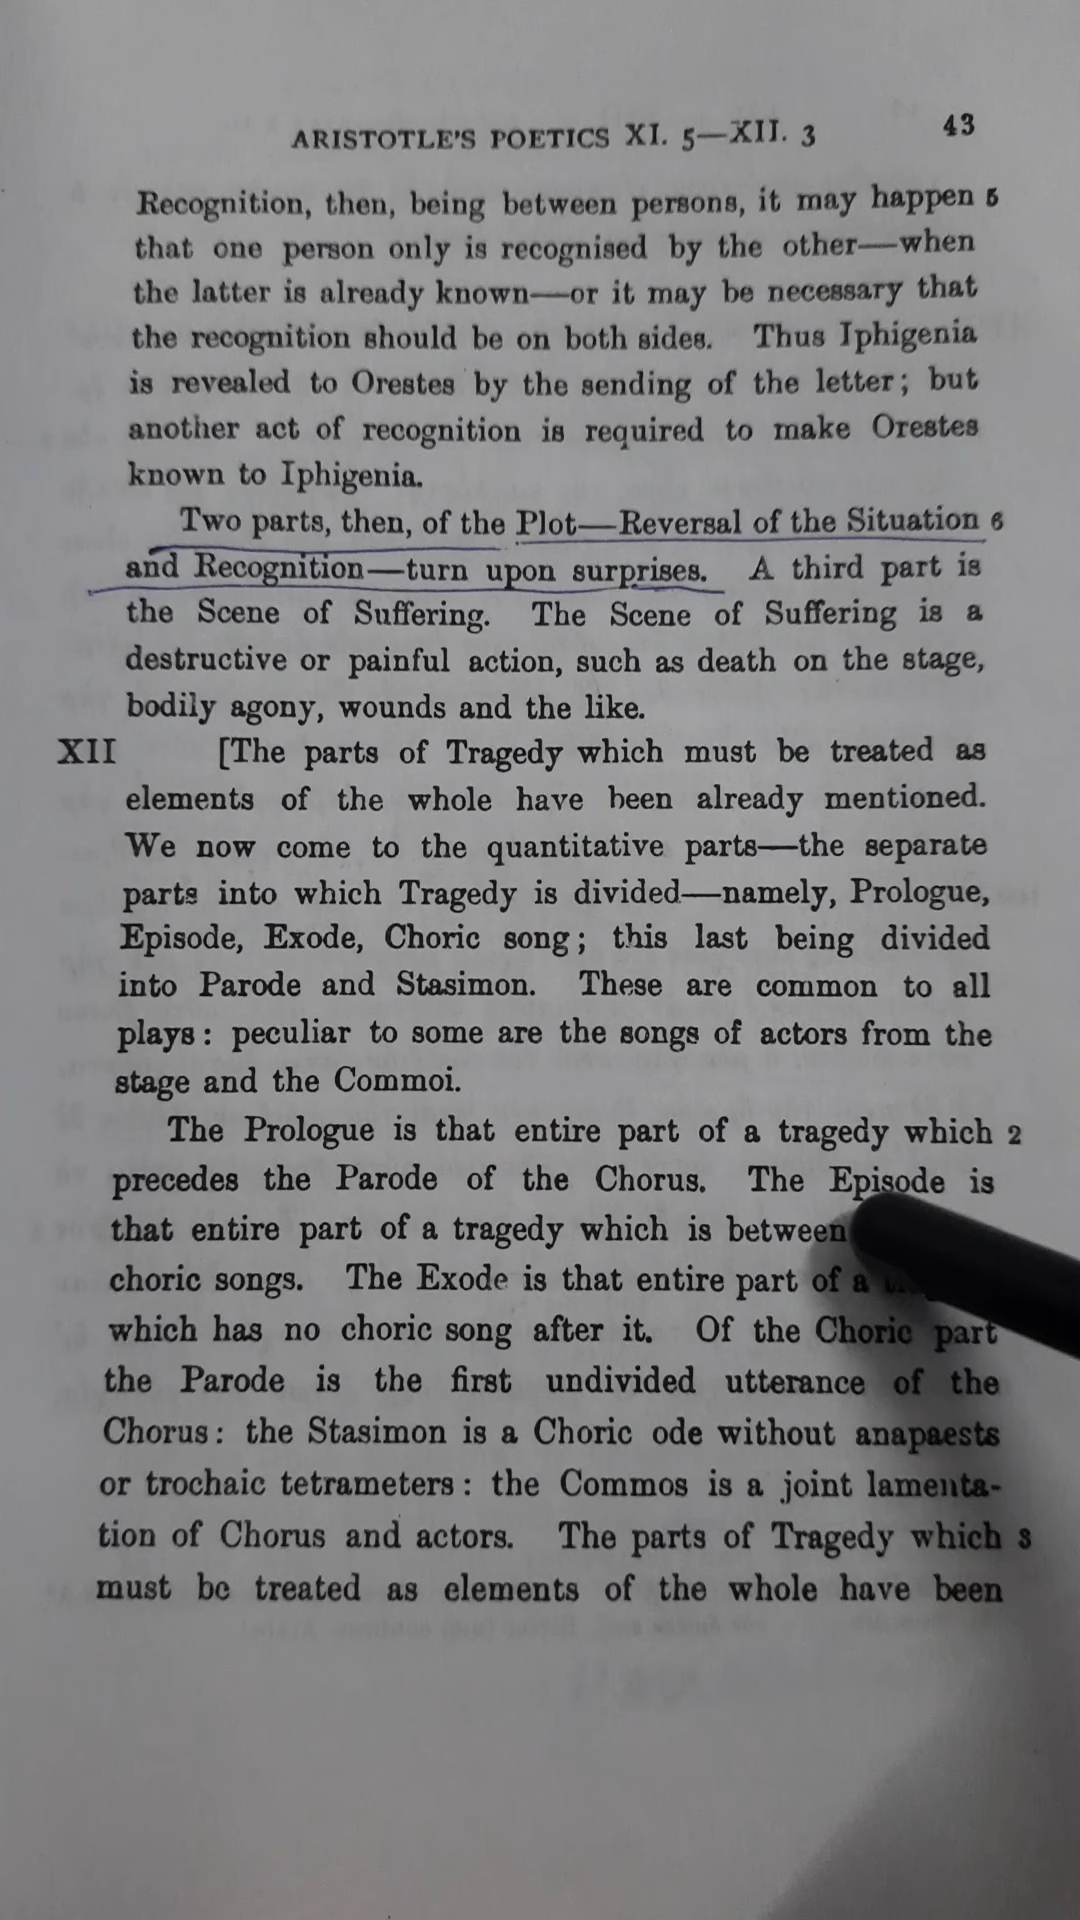 ARISTOTLE'S POETICS XI. 5—XII. 3 43
Recognition, then, being between persons, it may happen 5
that one person only is recognised by the other—when
the latter is already known—or it may be necessary that
the recognition should be on both sides. Thus Iphigenia
is revealed to Orestes by the sending of the letter; but
another act of recognition is required to make Orestes
known to Iphigenia.
Two parts, then, of the Plot—Reversal of the Situation 6
and Recognition—turn upon surprises. A third part is
the Scene of Suffering. The Scene of Suffering is a
destructive or painful action, such as death on the stage,
bodily agony, wounds and the like.
XII [The parts of Tragedy which must be treated as
elements of the whole have been already mentioned.
We now come to the quantitative parts—the separate
parts into which Tragedy is divided—namely, Prologue,
Episode, Exode, Choric song; this last being divided
into Parode and Stasimon. These are common to all
plays: peculiar to some are the songs of actors from the
stage and the Commoi.
The Prologue is that entire part of a tragedy which 2
precedes the Parode of the Chorus. The Episode is
that entire part of a tragedy which is between
choric songs. The Exode is that entire part of a
which has no choric song after it. Of the Choric part
the Parode is the first undivided utterance of the
Chorus: the Stasimon is a Choric ode without anapaests
or trochaic tetrameters: the Commos is a joint lamenta-
tion of Chorus and actors. The parts of Tragedy which 3
must be treated as elements of the whole have been